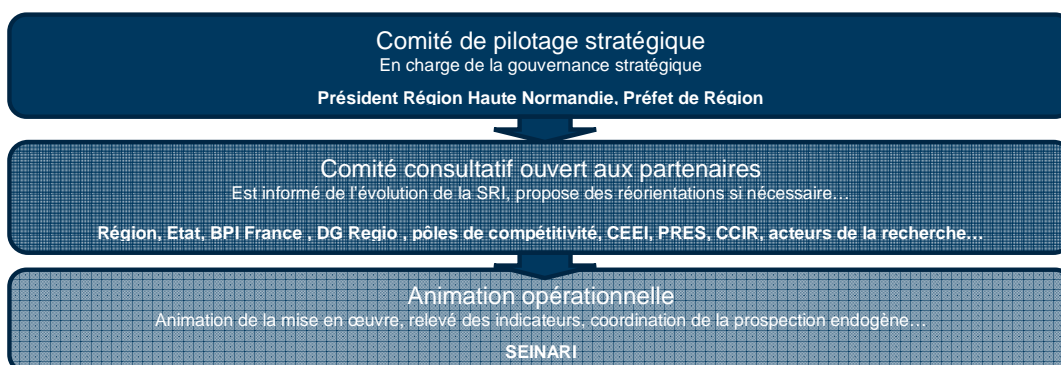 Comité de pilotage stratégique
En charge de la gouvernance stratégique
Président Région Haute Normandie, Préfet de Région
Comité consultatif ouvert aux partenaires
Est informé de l'évolution de la SRI, propose des réorientations si nécessaire…
Région, Etat, BPI France , DG Regio , pôles de compétitivité, CEEI, PRES, CCIR, acteurs de la recherche…
Animation opérationnelle
Animation de la mise en œuvre, relevé des indicateurs, coordination de la prospection endogène…
SEINARI